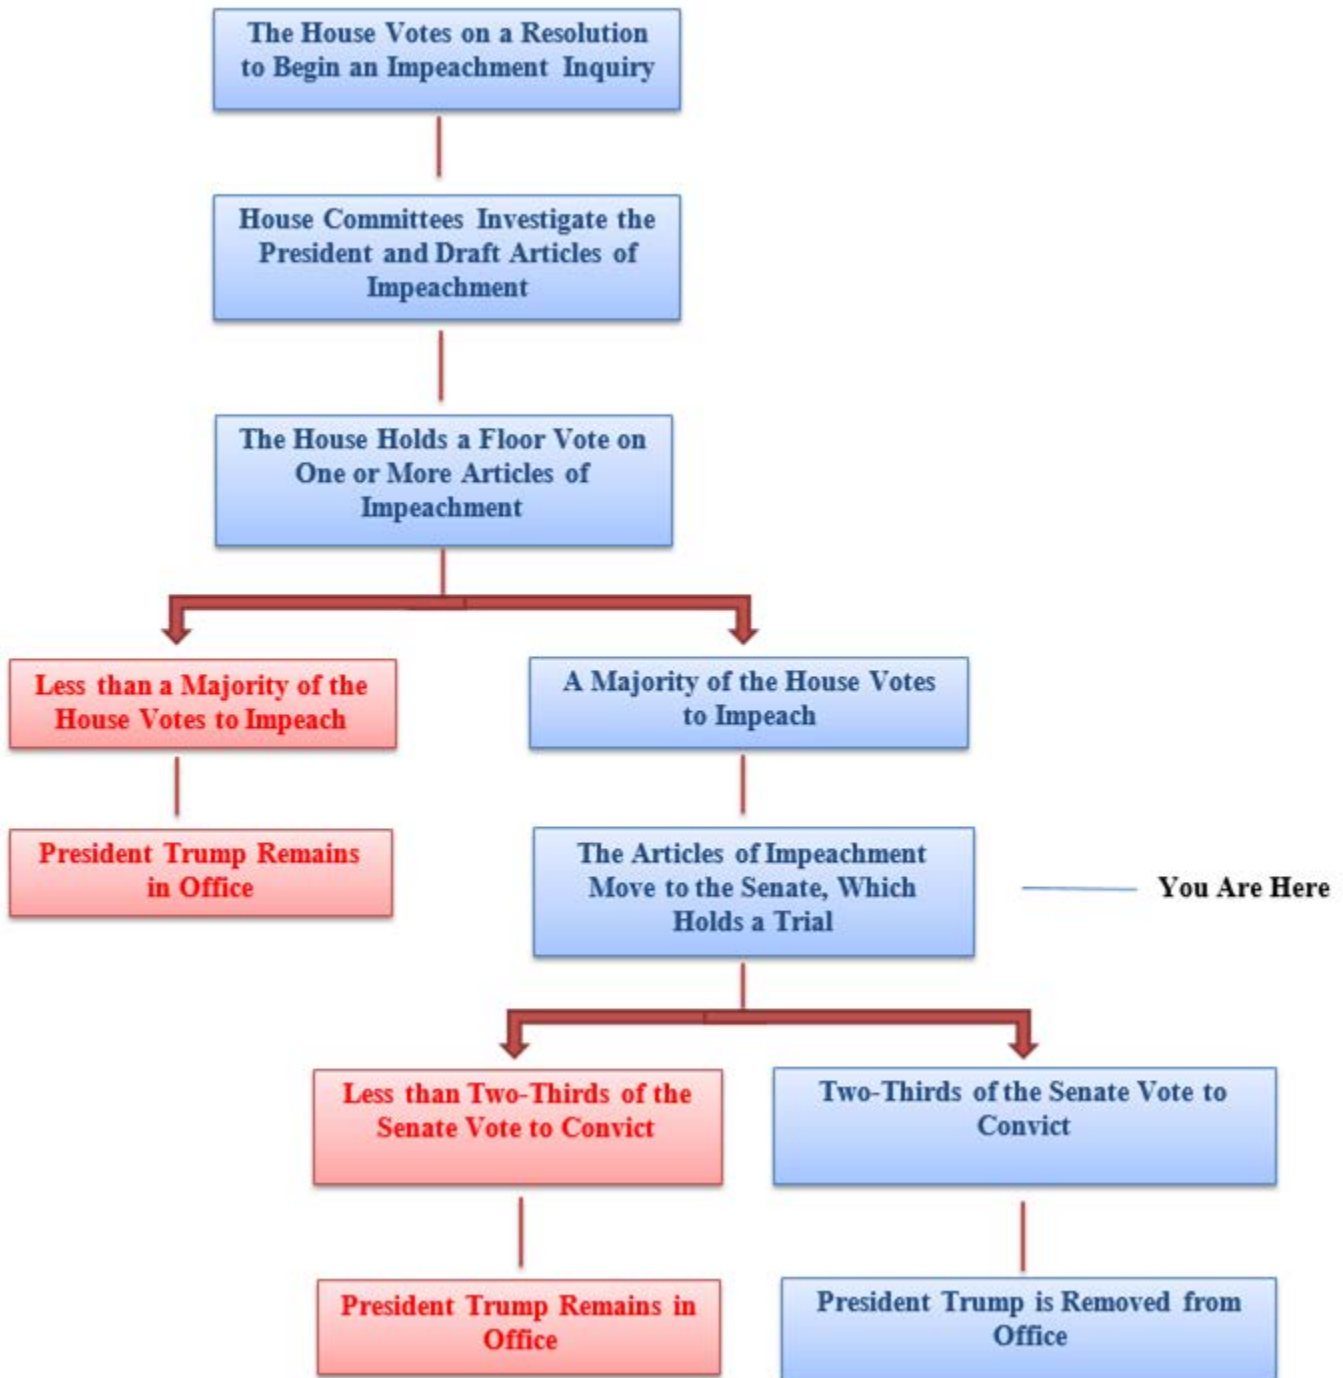 The House Votes on a Resolution
to Begin an Impeachment Inquiry
House Committees Investigate the
President and Draft Articles of
Impeachment
The House Holds a Floor Vote on
One or More Articles of
Impeachment
Less than a Majority of the
House Votes to Impeach
A Majority of the House Votes
to Impeach
President Trump Remains
in Office
The Articles of Impeachment
Move to the Senate, Which
Holds a Trial
You Are Here
Less than Two-Thirds of the
Senate Vote to Convict
Two-Thirds of the Senate Vote to
Convict
President Trump Remains in
Office
President Trump is Removed from
Office